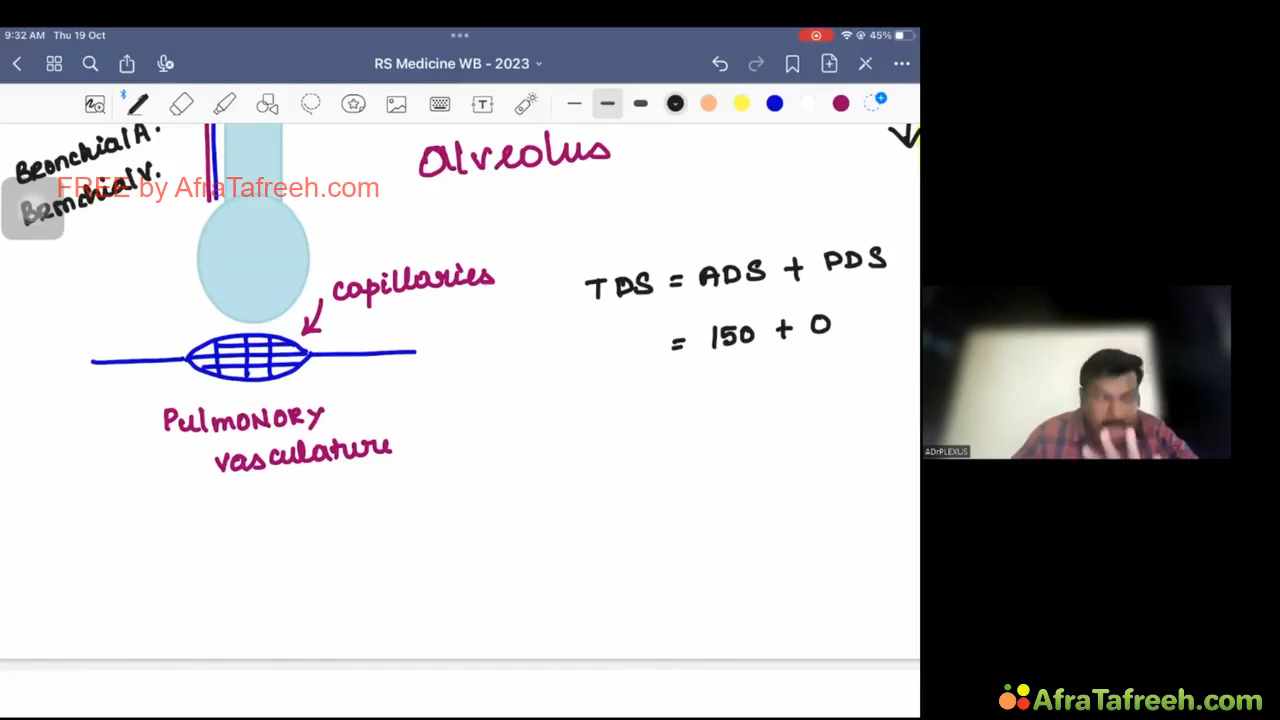 9:32 AM Thu 19 Oct
45%
RS Medicine WB - 2023
Bronchial A.
Bronchial V.
FREE by AfraTafreeh.com
alveolus
capillaries
TDS = ADS + PDS
= 150 + 0
Pulmonory
vasculature
ADrPLEXUS
AfraTafreeh.com